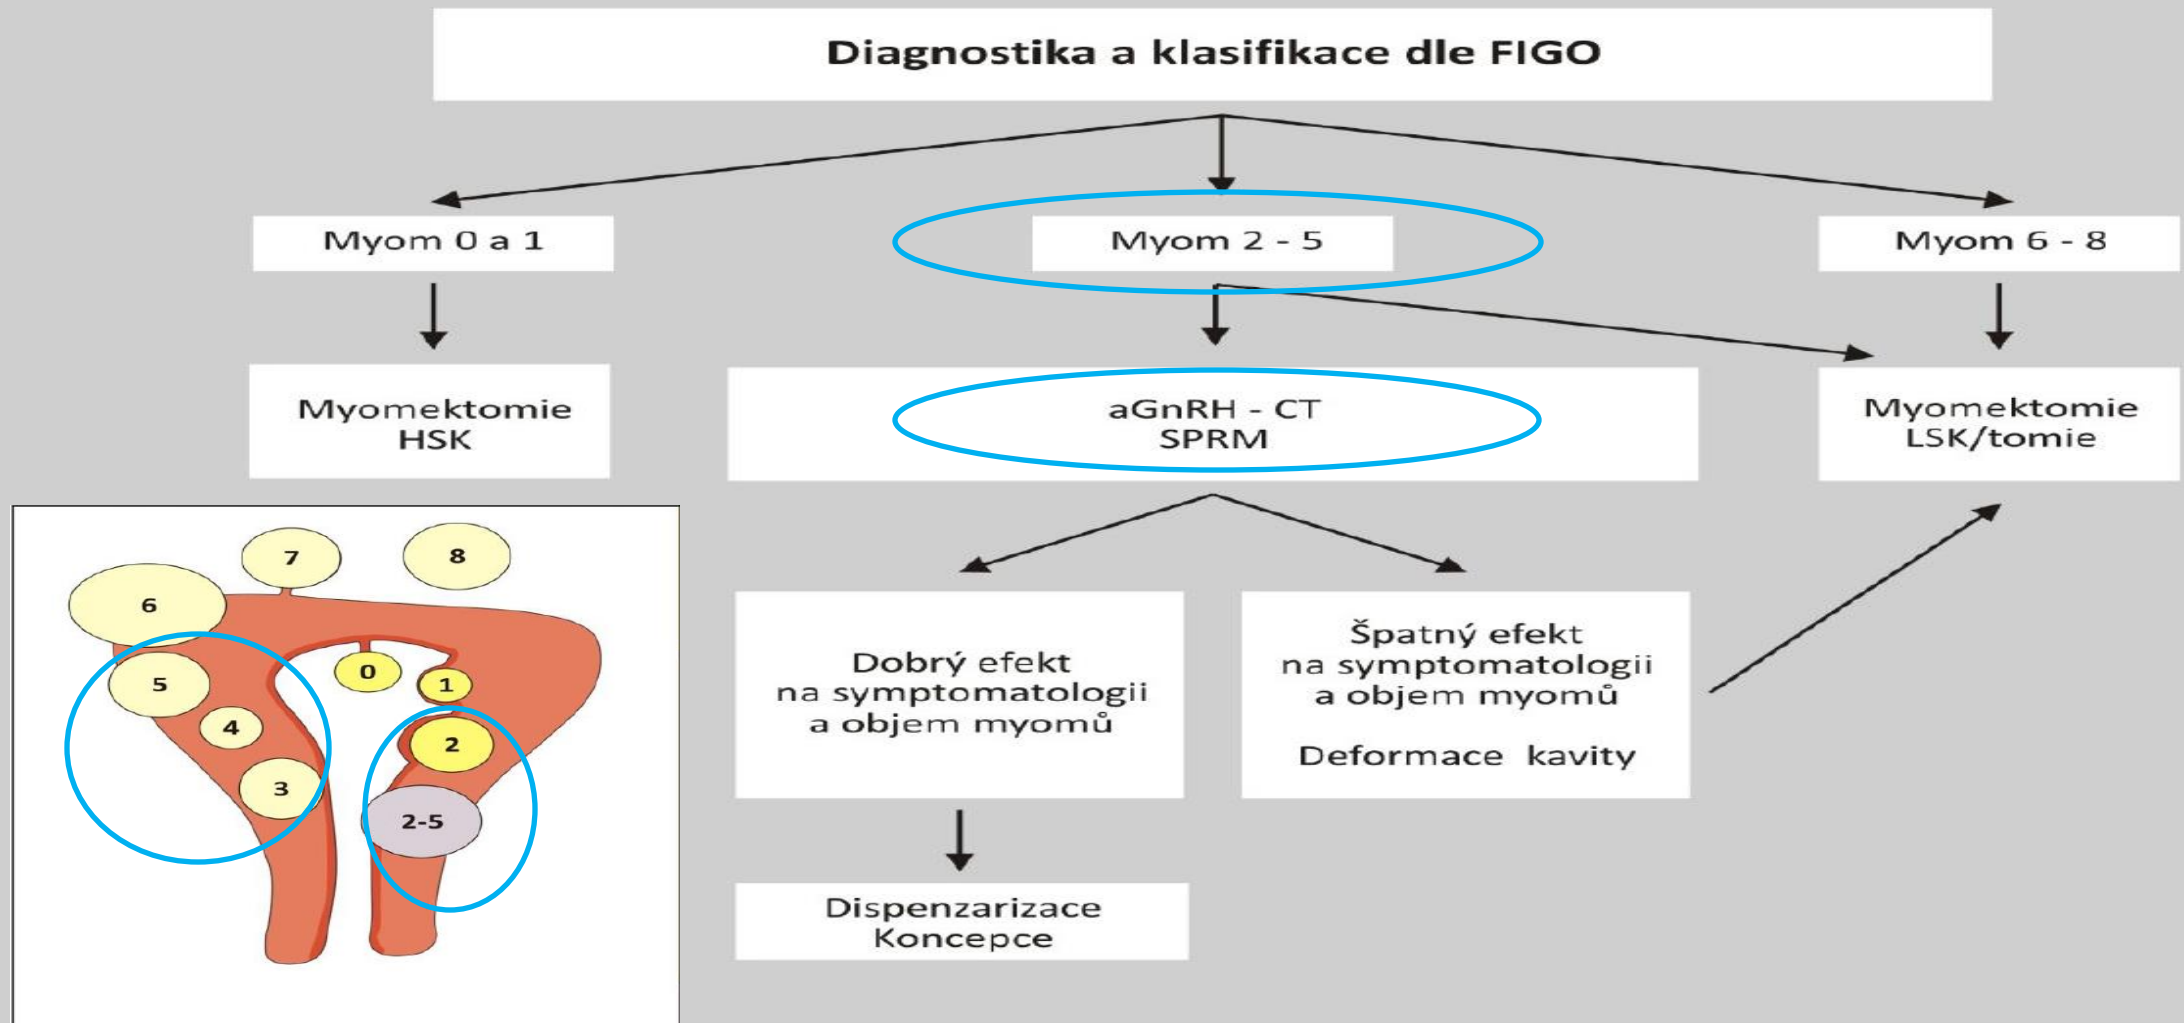 Diagnostika a klasifikace dle FIGO
Myom 0 a 1
Myom 2 - 5
Myom 6 - 8
Myomektomie
HSK
aGnRH - CT
SPRM
Myomektomie
LSK/tomie
Dobrý efekt
na symptomatologii
a objem myomů
Špatný efekt
na symptomatologii
a objem myomů
Deformace kavity
Dispenzarizace
Koncepce
7
8
6
5
0
1
4
2
3
2-5